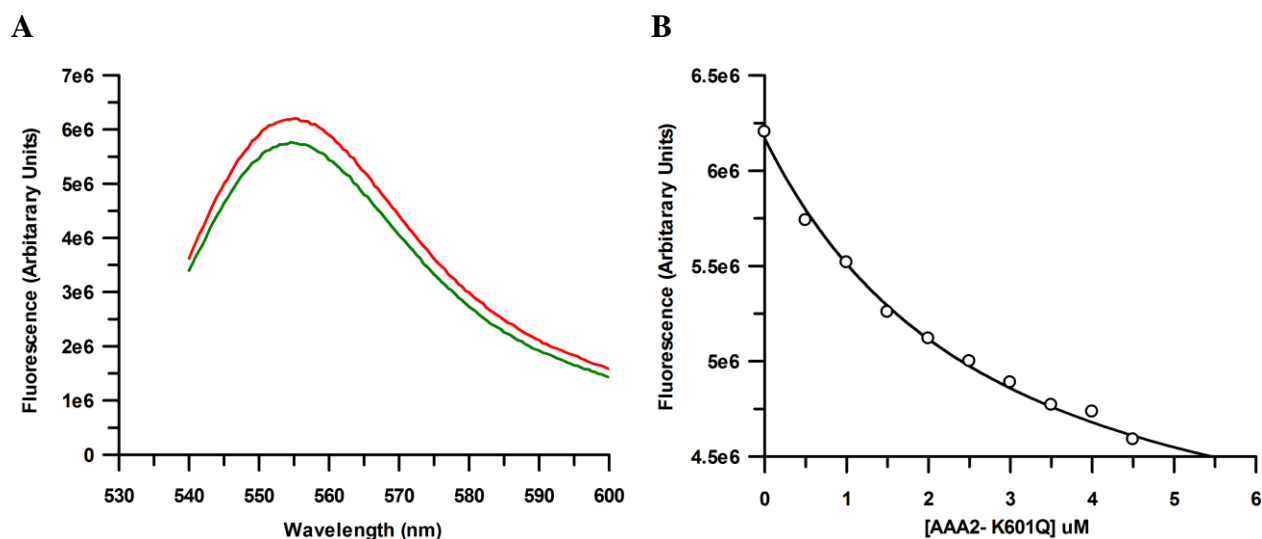 A
7e6
6e6
5e6
4e6
3e6
2e6
1e6
0
530 540 550 560 570 580 590 600
Fluorescence (Arbitarary Units)
Wavelength (nm)
B
6.5e6
6e6
5.5e6
5e6
4.5e6
0 1 2 3 4 5 6
Fluorescence (Arbitarary Units)
[AAA2- K601Q] uM